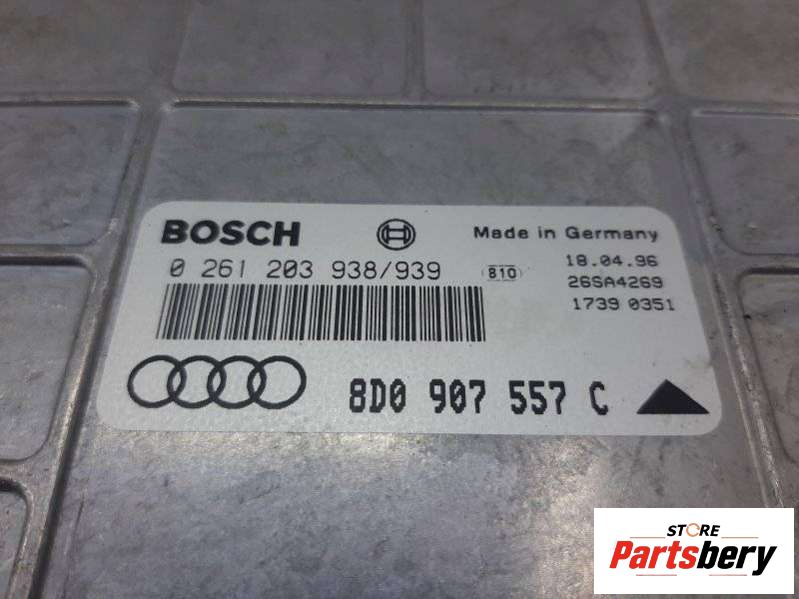 BOSCH Made in Germany
0 261 203 938/939 810 18.04.96
26SA4269
1739 0351
8D0 907 557 C
STORE
Partsbery